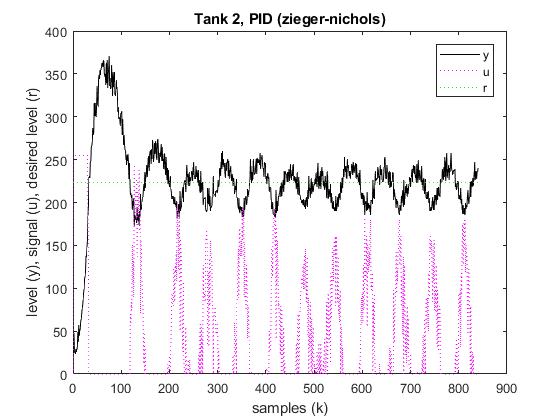 Tank 2, PID (zieger-nichols)
400
350
300
250
200
150
100
50
0
level (y), signal (u), desired level (r)
y
u
r
0 100 200 300 400 500 600 700 800 900
samples (k)